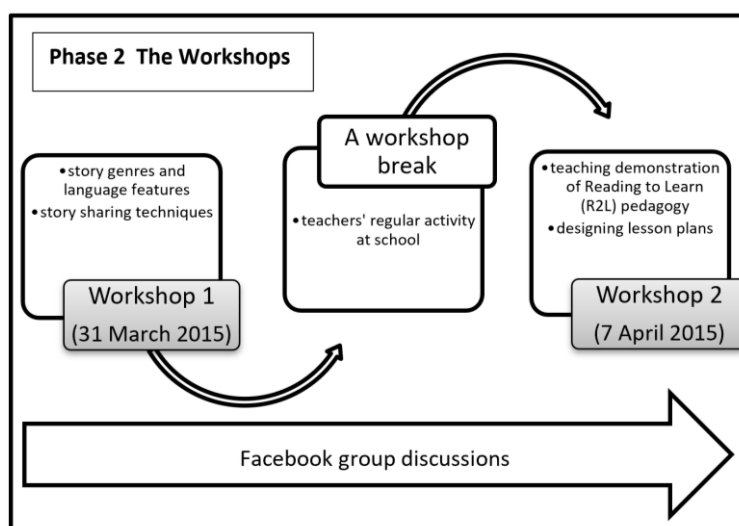 Phase 2 The Workshops
•story genres and
language features
•story sharing techniques
Workshop 1
(31 March 2015)
A workshop
break
•teachers' regular activity
at school
•teaching demonstration
of Reading to Learn
(R2L) pedagogy
•designing lesson plans
Workshop 2
(7 April 2015)
Facebook group discussions